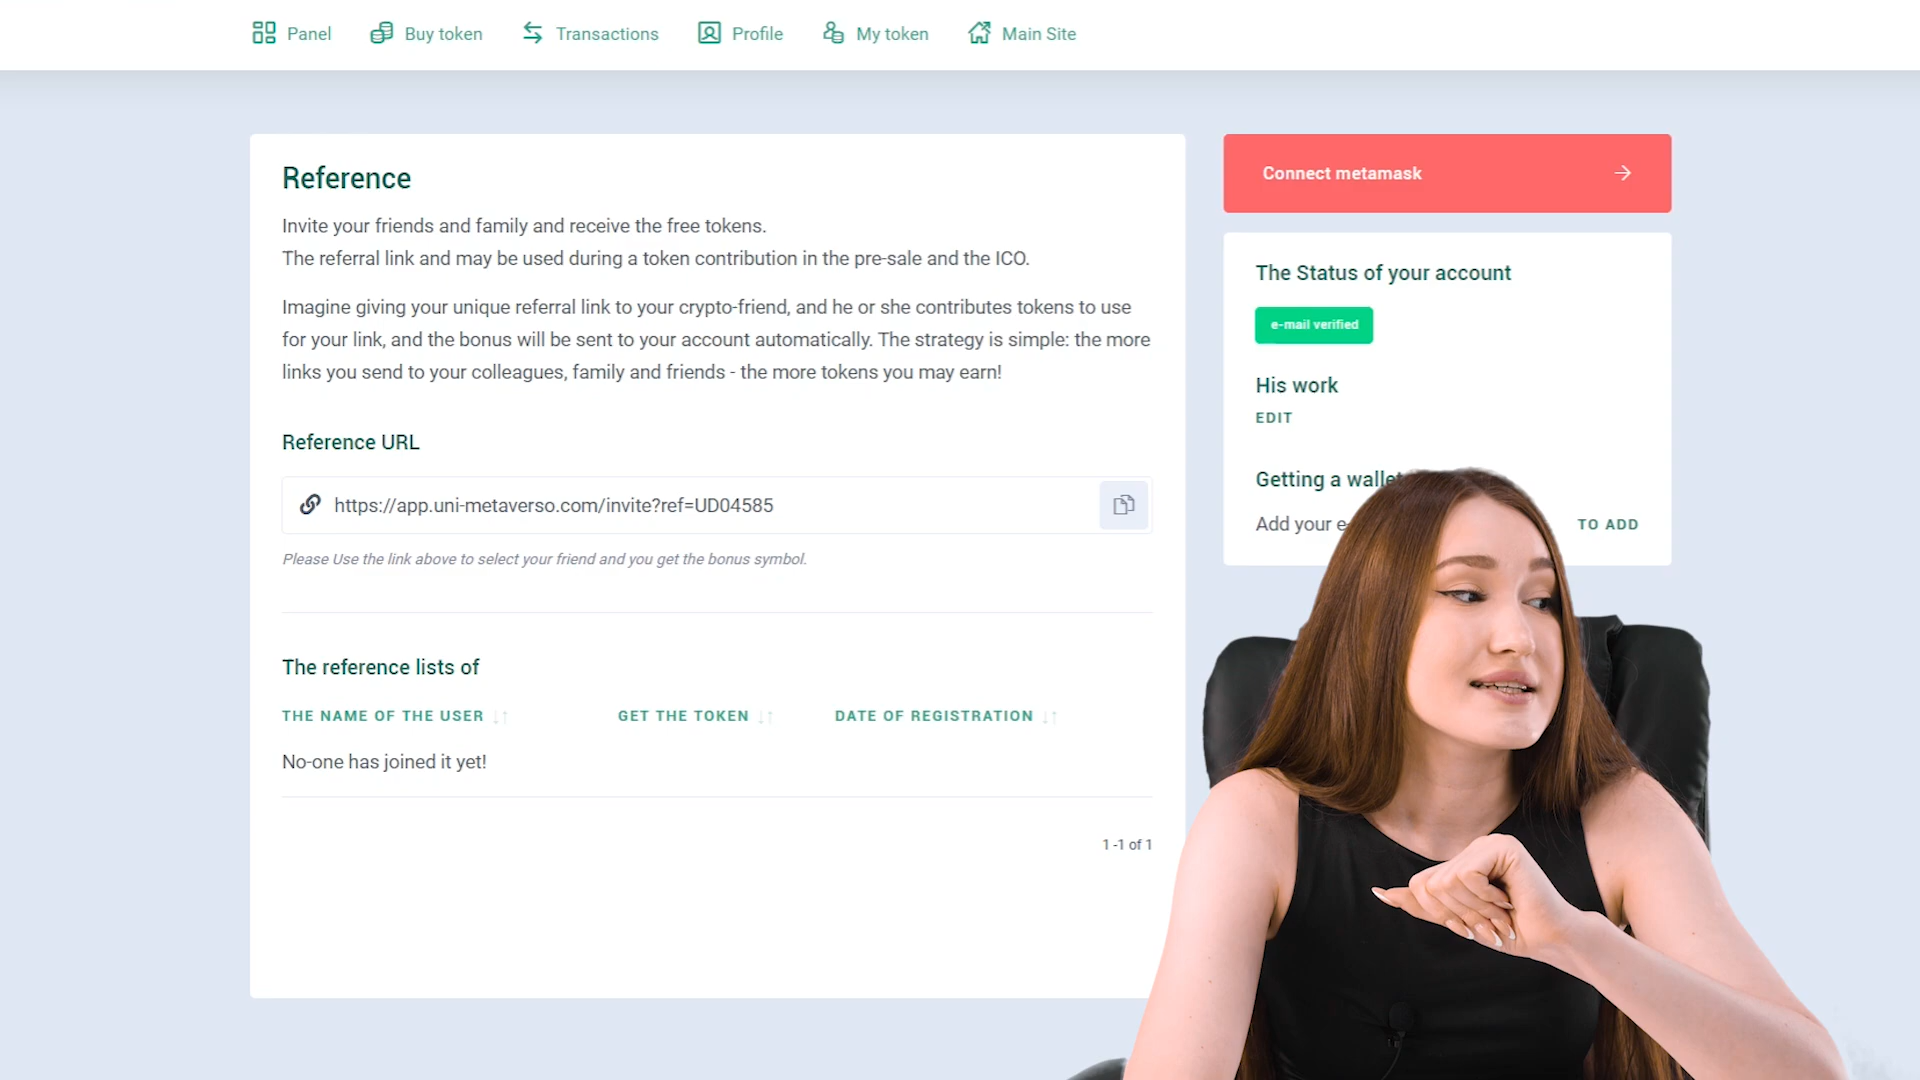 Panel
Buy token
Transactions
Profile
My token
Main Site
Reference
Invite your friends and family and receive the free tokens.
The referral link and may be used during a token contribution in the pre-sale and the ICO.
Imagine giving your unique referral link to your crypto-friend, and he or she contributes tokens to use
for your link, and the bonus will be sent to your account automatically. The strategy is simple: the more
links you send to your colleagues, family and friends - the more tokens you may earn!
Reference URL
https://app.uni-metaverso.com/invite?ref=UD04585
Please Use the link above to select your friend and you get the bonus symbol.
The reference lists of
THE NAME OF THE USER
GET THE TOKEN
DATE OF REGISTRATION
No-one has joined it yet!
1 -1 of 1
Connect metamask
The Status of your account
e-mail verified
His work
EDIT
Getting a wallet
Add your e-
TO ADD